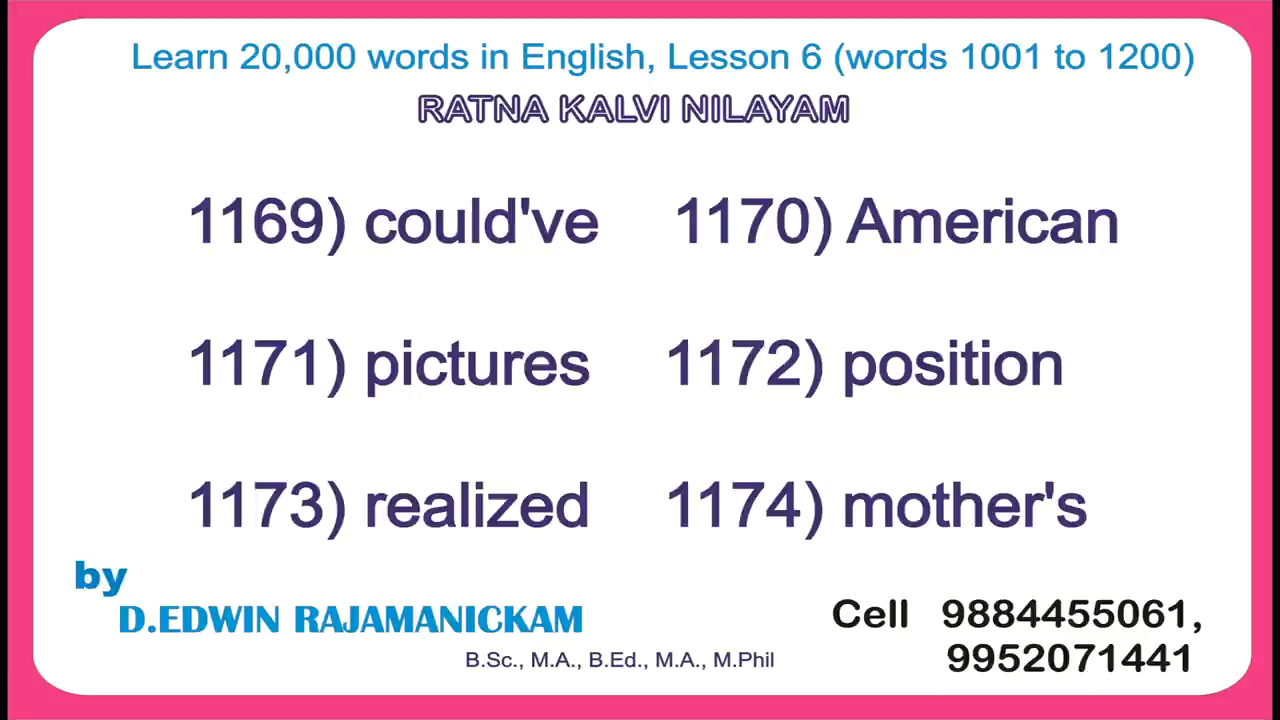 Learn 20,000 words in English, Lesson 6 (words 1001 to 1200)
RATNA KALVI NILAYAM
1169) could've 1170) American
1171) pictures 1172) position
1173) realized 1174) mother's
by
D.EDWIN RAJAMANICKAM
B.Sc., M.A., B.Ed., M.A., M.Phil
Cell 9884455061,
9952071441